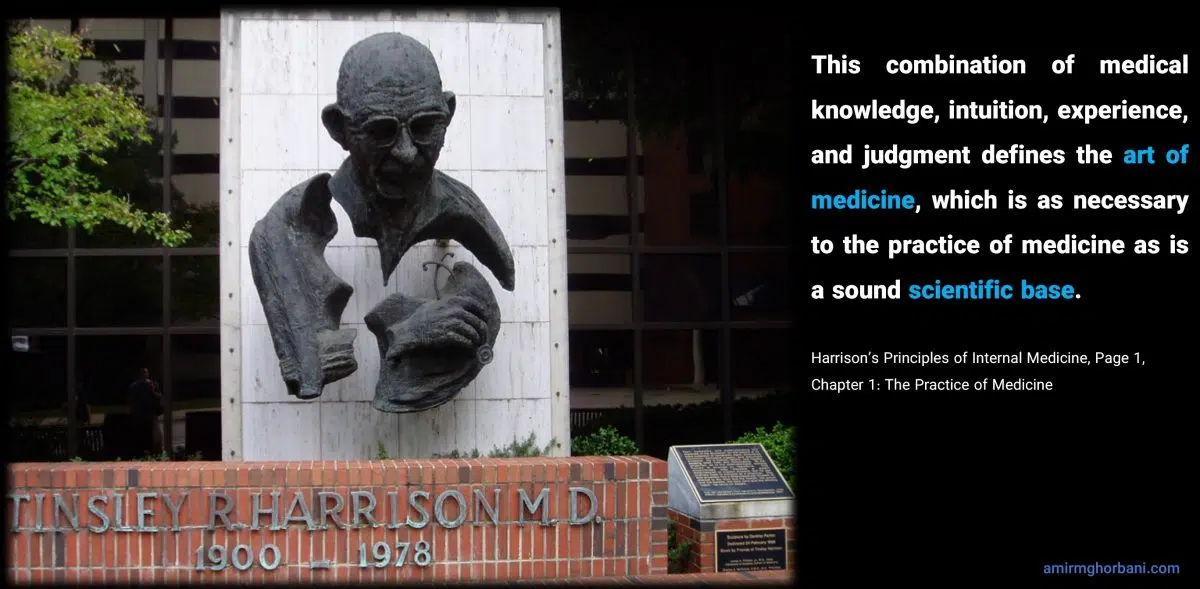 This combination of medical
knowledge, intuition, experience,
and judgment defines the art of
medicine, which is as necessary
to the practice of medicine as is
a sound scientific base.
Harrison’s Principles of Internal Medicine, Page 1,
Chapter 1: The Practice of Medicine
TINSLEY R. HARRISON M.D.
1900 – 1978
amirmghorbani.com